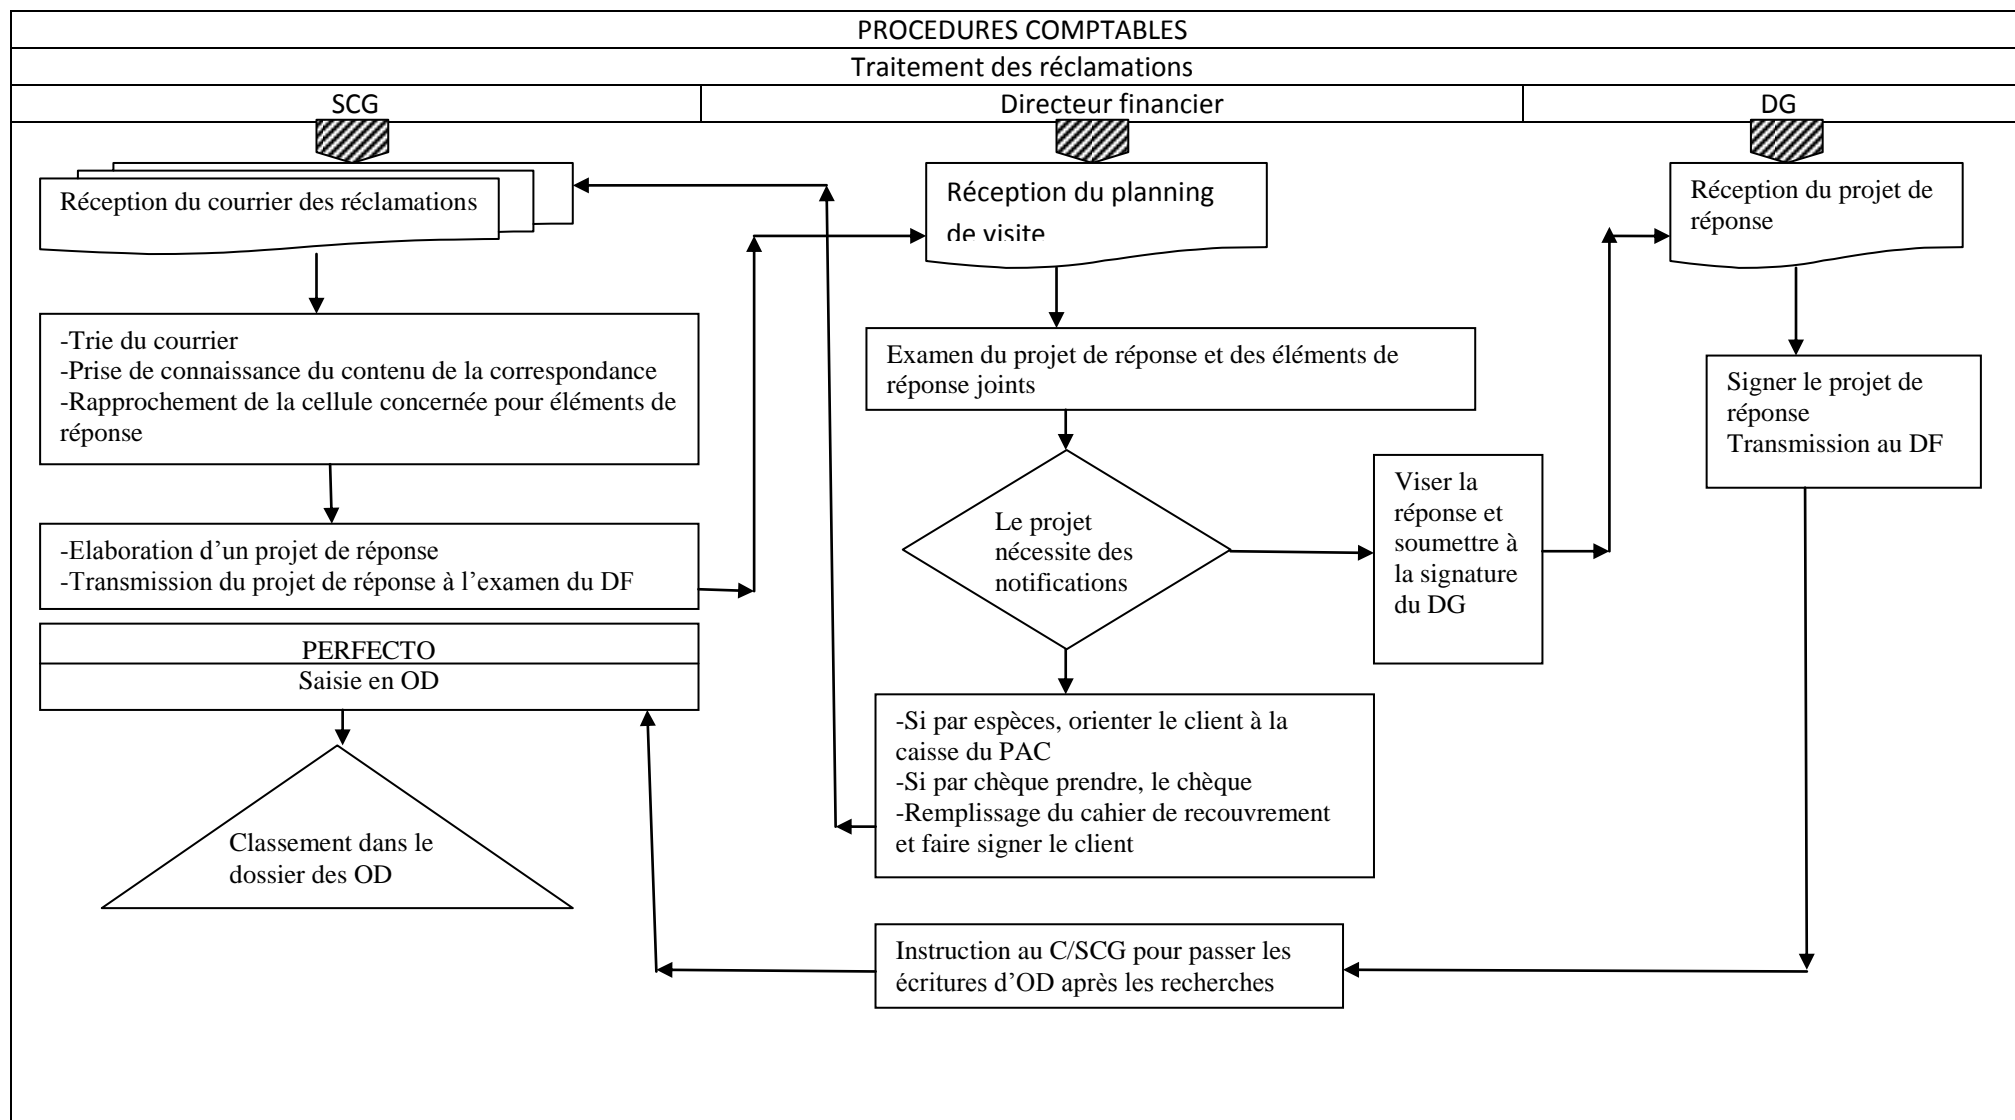 PROCEDURES COMPTABLES
Traitement des réclamations
SCG
Directeur financier
DG
Réception du courrier des réclamations
-Trie du courrier
-Prise de connaissance du contenu de la correspondance
-Rapprochement de la cellule concernée pour éléments de
réponse
-Elaboration d’un projet de réponse
-Transmission du projet de réponse à l’examen du DF
PERFECTO
Saisie en OD
Classement dans le
dossier des OD
Réception du planning
de visite
Examen du projet de réponse et des éléments de
réponse joints
Le projet
nécessite des
notifications
Viser la
réponse et
soumettre à
la signature
du DG
-Si par espèces, orienter le client à la
caisse du PAC
-Si par chèque prendre, le chèque
-Remplissage du cahier de recouvrement
et faire signer le client
Instruction au C/SCG pour passer les
écritures d’OD après les recherches
Réception du projet de
réponse
Signer le projet de
réponse
Transmission au DF